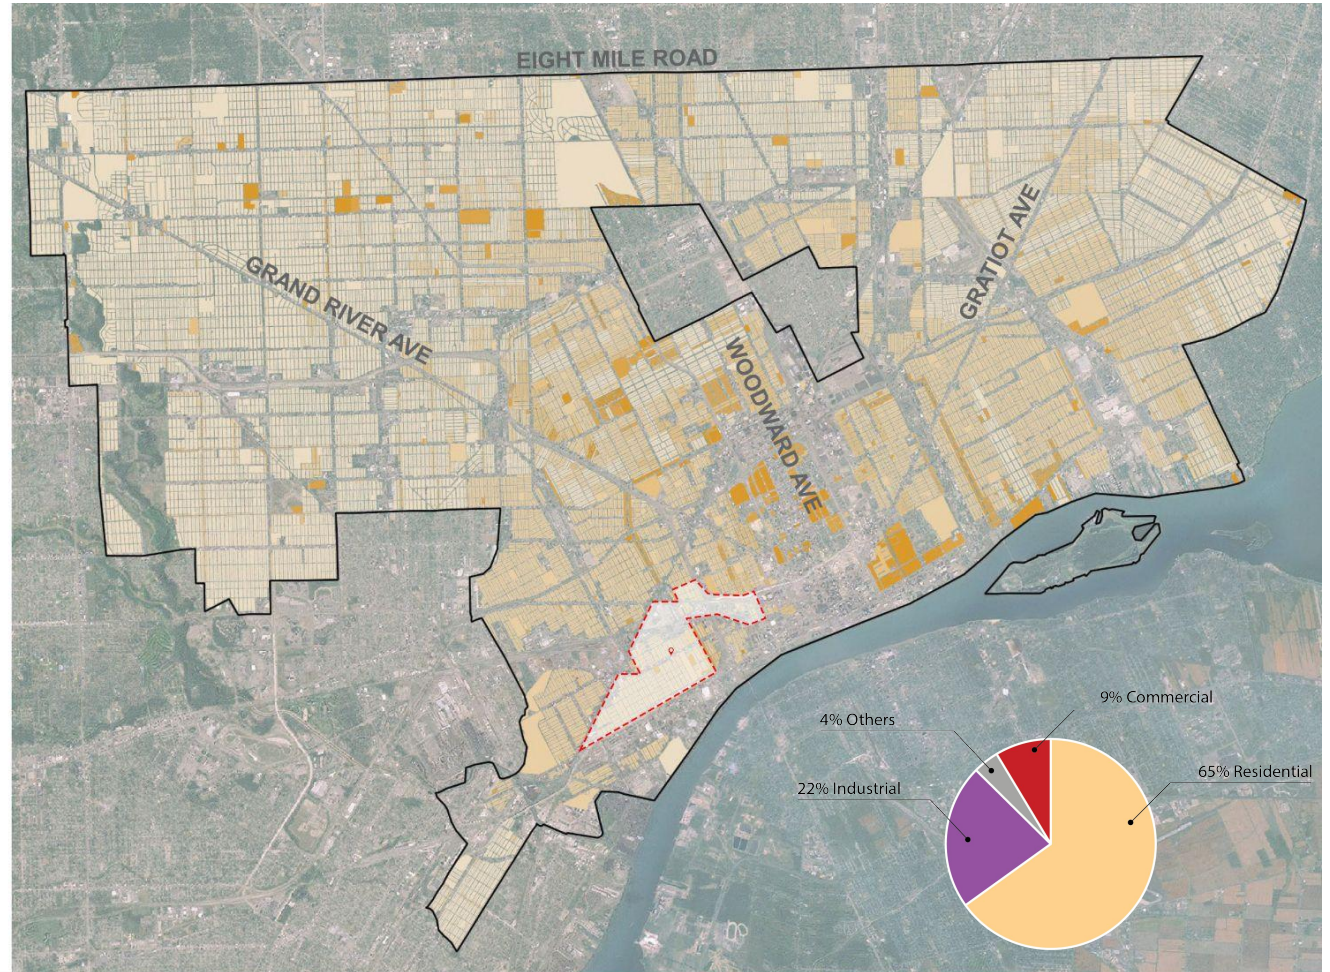 EIGHT MILE ROAD
GRAND RIVER AVE
GRATIOT AVE
WOODWARD AVE
9% Commercial
4% Others
65% Residential
22% Industrial